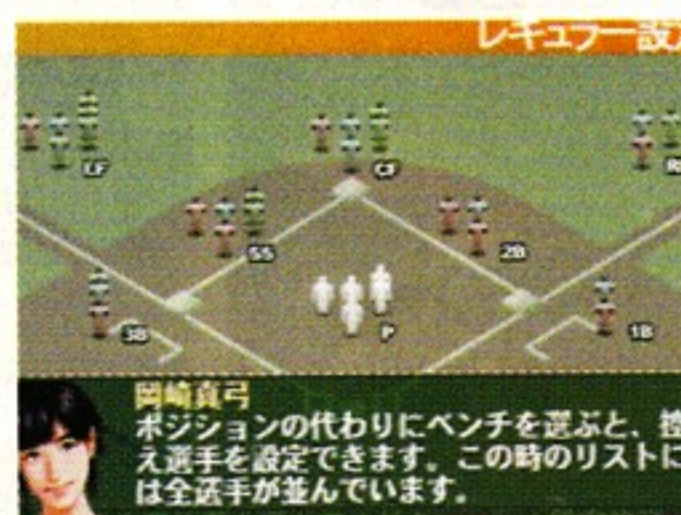 レギュラー設定
LF
CF
R
SS
2B
3B
P
1B
岡崎真弓
ポジションの代わりにベンチを選ぶと、控
え選手を設定できます。この時のリストに
は全選手が並んでいます。